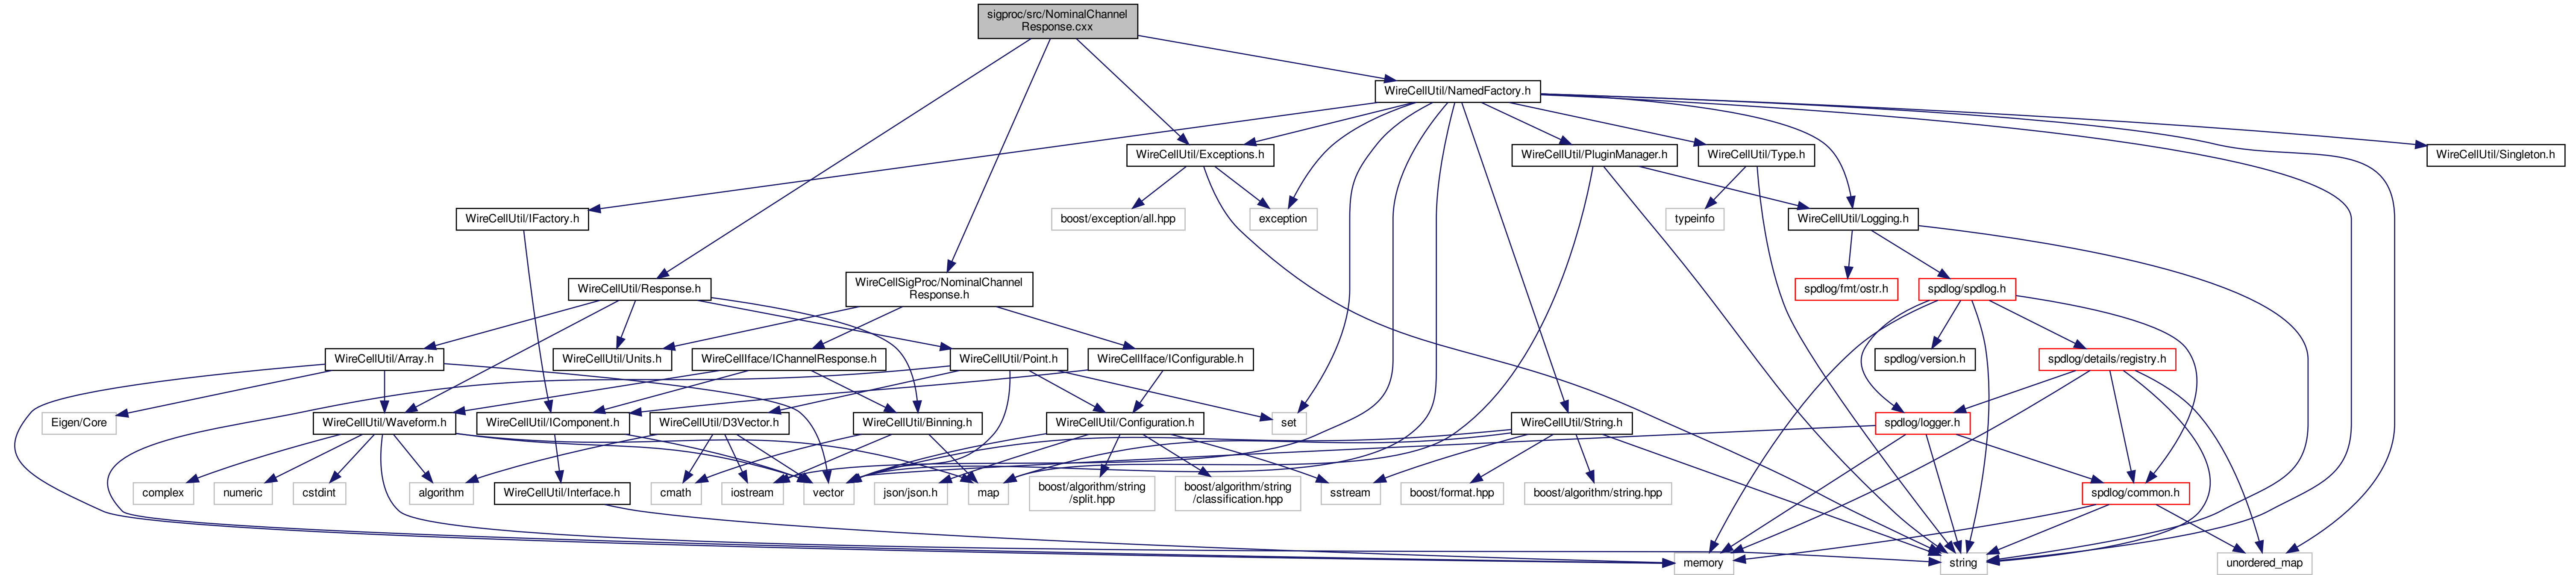 sigproc/src/NominalChannel
Response.cxx
WireCellUtil/NamedFactory.h
WireCellUtil/Exceptions.h
WireCellUtil/PluginManager.h
WireCellUtil/Type.h
WireCellUtil/Singleton.h
WireCellUtil/IFactory.h
boost/exception/all.hpp
exception
typeinfo
WireCellUtil/Logging.h
WireCellUtil/Response.h
WireCellSigProc/NominalChannel
Response.h
spdlog/fmt/ostr.h
spdlog/spdlog.h
WireCellUtil/Array.h
WireCellUtil/Units.h
WireCellIface/IChannelResponse.h
WireCellUtil/Point.h
WireCellIface/IConfigurable.h
spdlog/version.h
spdlog/details/registry.h
Eigen/Core
WireCellUtil/Waveform.h
WireCellUtil/IComponent.h
WireCellUtil/D3Vector.h
WireCellUtil/Binning.h
WireCellUtil/Configuration.h
set
WireCellUtil/String.h
spdlog/logger.h
complex
numeric
cstdint
algorithm
WireCellUtil/Interface.h
cmath
iostream
vector
json/json.h
map
boost/algorithm/string
/split.hpp
boost/algorithm/string
/classification.hpp
sstream
boost/format.hpp
boost/algorithm/string.hpp
spdlog/common.h
memory
string
unordered_map